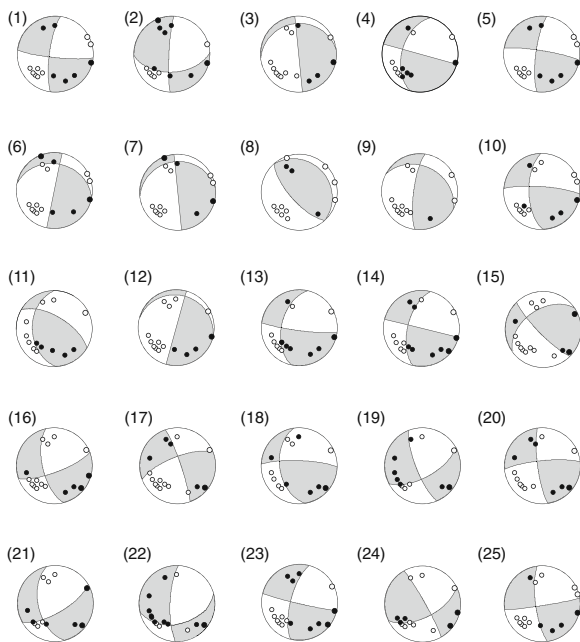 (1) (2) (3) (4) (5)
(6) (7) (8) (9) (10)
(11) (12) (13) (14) (15)
(16) (17) (18) (19) (20)
(21) (22) (23) (24) (25)